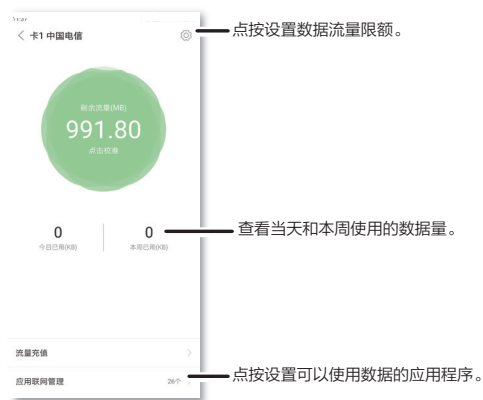 卡1 中国电信
点按设置数据流量限额。
剩余流量(MB)
991.80
点击校准
0
0
今日已用(KB)
本周已用(KB)
查看当天和本周使用的数据量。
流量充值
应用联网管理
26个
点按设置可以使用数据的应用程序。